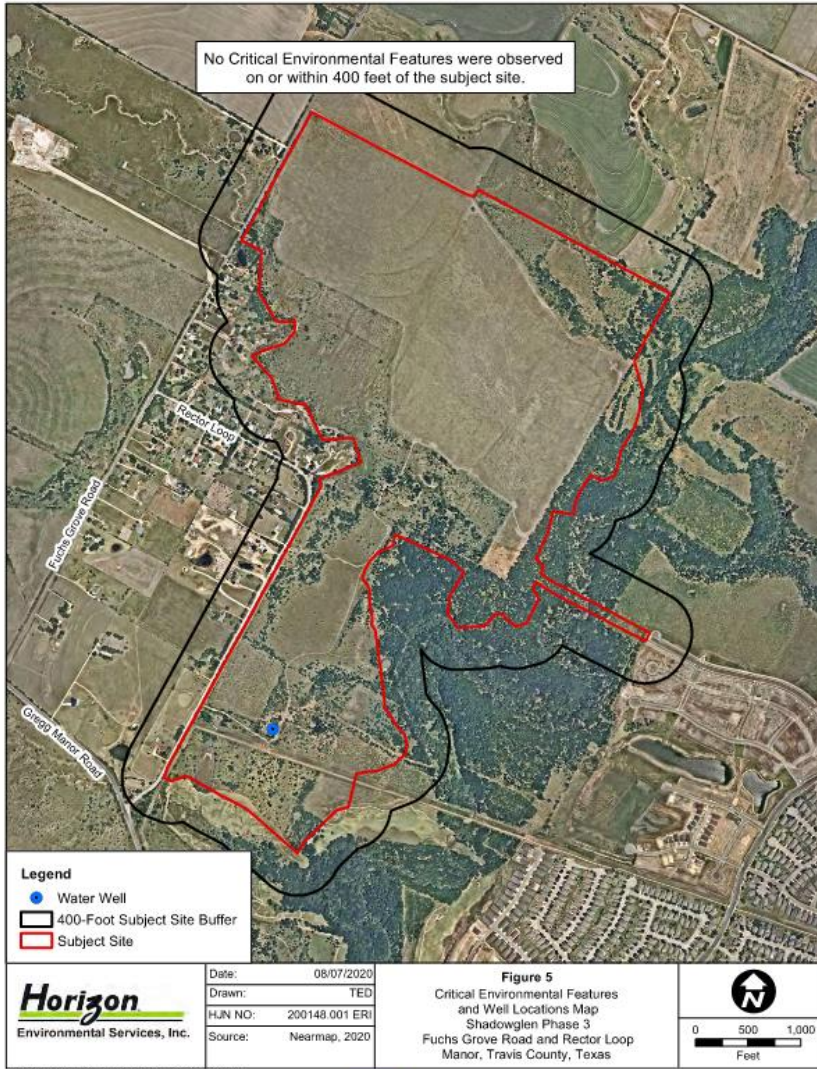 No Critical Environmental Features were observed
on or within 400 feet of the subject site.
Rector Loop
Fuchs Grove Road
Gregg Manor Road
Legend
Water Well
400-Foot Subject Site Buffer
Subject Site
Horizon
Environmental Services, Inc.
Date: 08/07/2020
Drawn: TED
HJN NO: 200148.001 ERI
Source: Nearmap, 2020
Figure 5
Critical Environmental Features
and Well Locations Map
Shadowglen Phase 3
Fuchs Grove Road and Rector Loop
Manor, Travis County, Texas
N
0 500 1,000
Feet